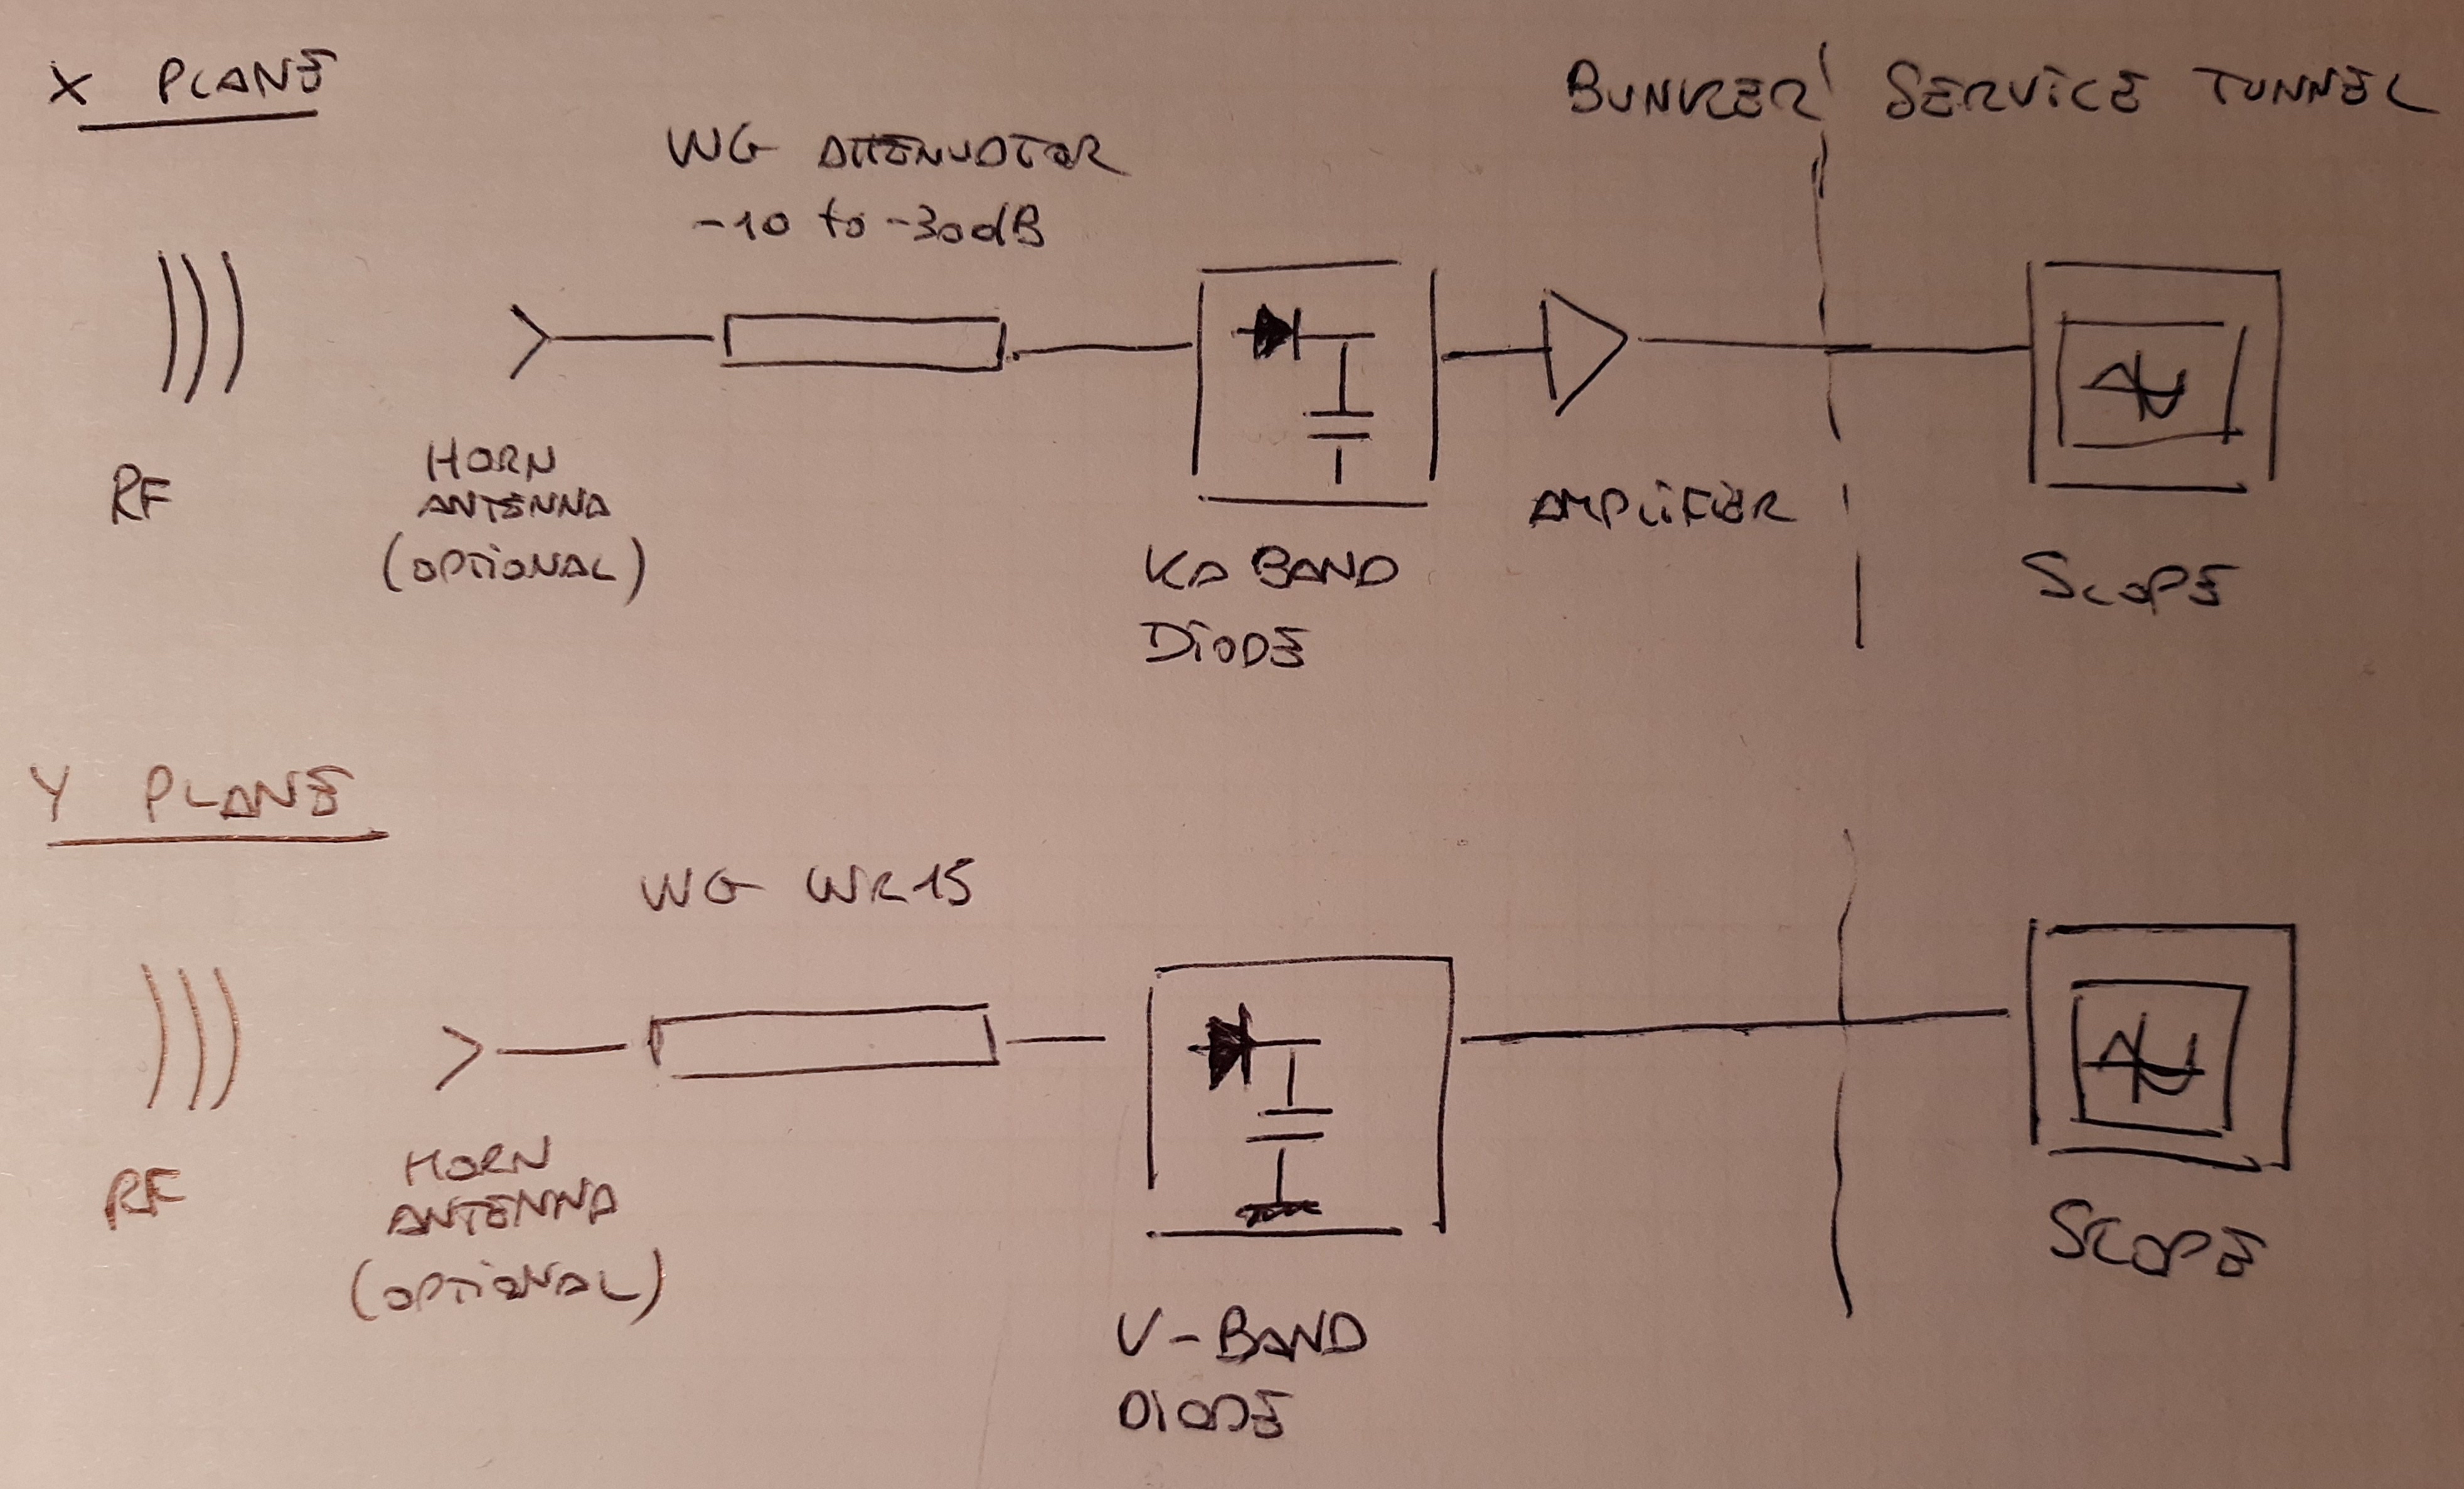 X PLANE
BUNKER SERVICE TUNNEL
WG ATTENUATOR
-10 to -30dB
RF
HORN
ANTENNA
(OPTIONAL)
KA BAND
DIODE
AMPLIFIER
SCOPE
Y PLANE
WG WR15
RF
HORN
ANTENNA
(OPTIONAL)
V-BAND
DIODE
SCOPE